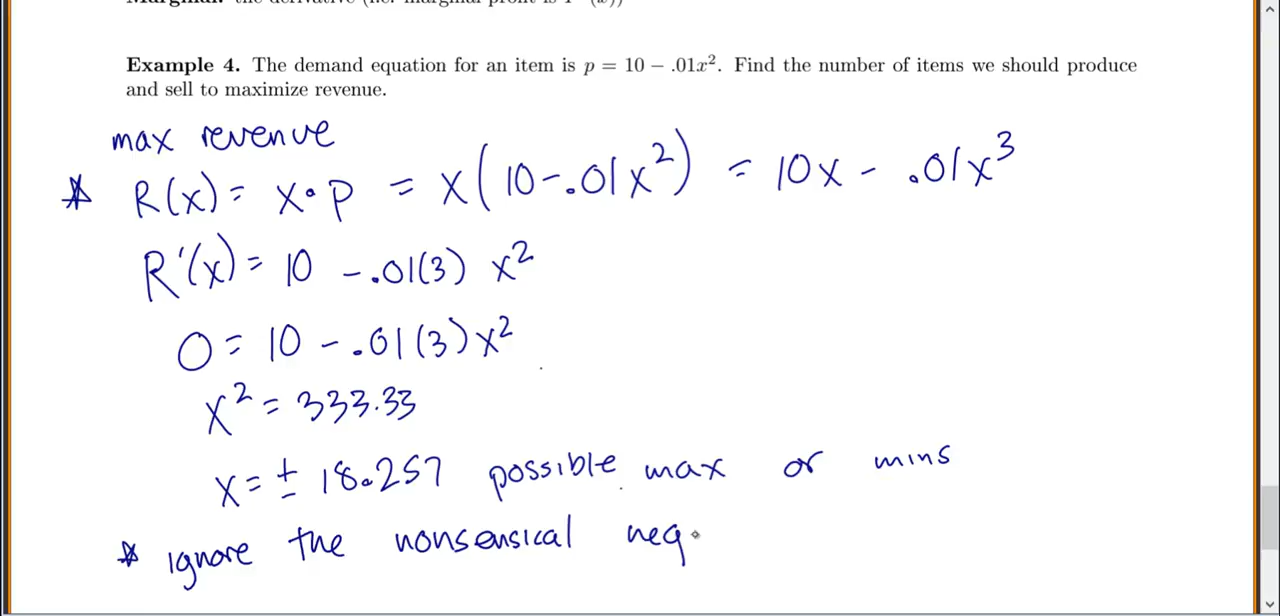 Example 4. The demand equation for an item is p = 10 − .01x². Find the number of items we should produce
and sell to maximize revenue.
max revenue
* R(x) = x • p = x(10 - .01x²) = 10x - .01x³
R'(x) = 10 - .01(3) x²
0 = 10 - .01(3)x²
x² = 333.33
x = ± 18.257 possible max or mins
* ignore the nonsensical neg